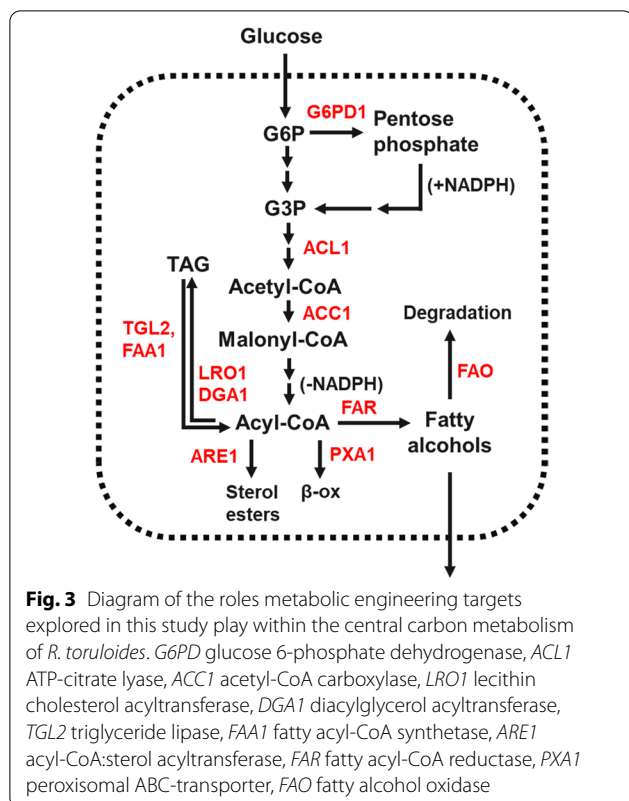 Glucose
G6PD1
G6P
Pentose
phosphate
(+NADPH)
G3P
ACL1
TAG
Acetyl-CoA
ACC1
Degradation
TGL2,
FAA1
Malonyl-CoA
LRO1
DGA1
(-NADPH)
FAO
FAR
Acyl-CoA
Fatty
alcohols
ARE1
PXA1
Sterol
esters
β-ox
Fig. 3 Diagram of the roles metabolic engineering targets
explored in this study play within the central carbon metabolism
of R. toruloides. G6PD glucose 6-phosphate dehydrogenase, ACL1
ATP-citrate lyase, ACC1 acetyl-CoA carboxylase, LRO1 lecithin
cholesterol acyltransferase, DGA1 diacylglycerol acyltransferase,
TGL2 triglyceride lipase, FAA1 fatty acyl-CoA synthetase, ARE1
acyl-CoA:sterol acyltransferase, FAR fatty acyl-CoA reductase, PXA1
peroxisomal ABC-transporter, FAO fatty alcohol oxidase